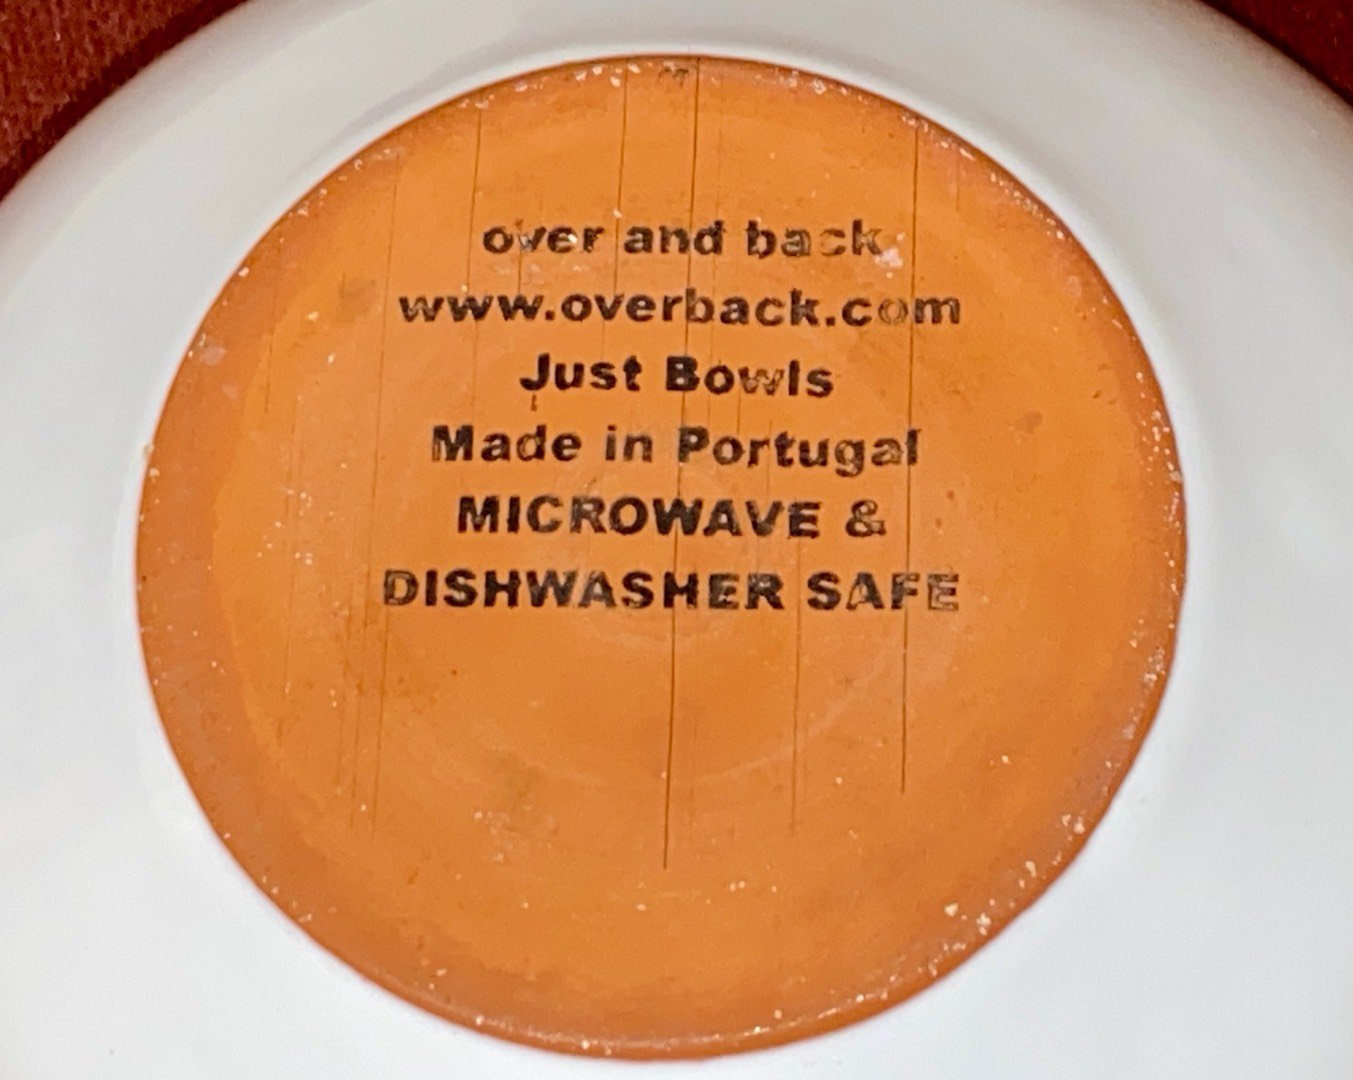 over and back
www.overback.com
Just Bowls
Made in Portugal
MICROWAVE &
DISHWASHER SAFE